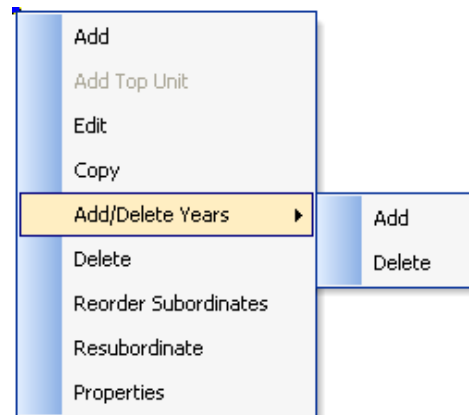 Add
Add Top Unit
Edit
Copy
Add/Delete Years
Add
Delete
Delete
Reorder Subordinates
Resubordinate
Properties